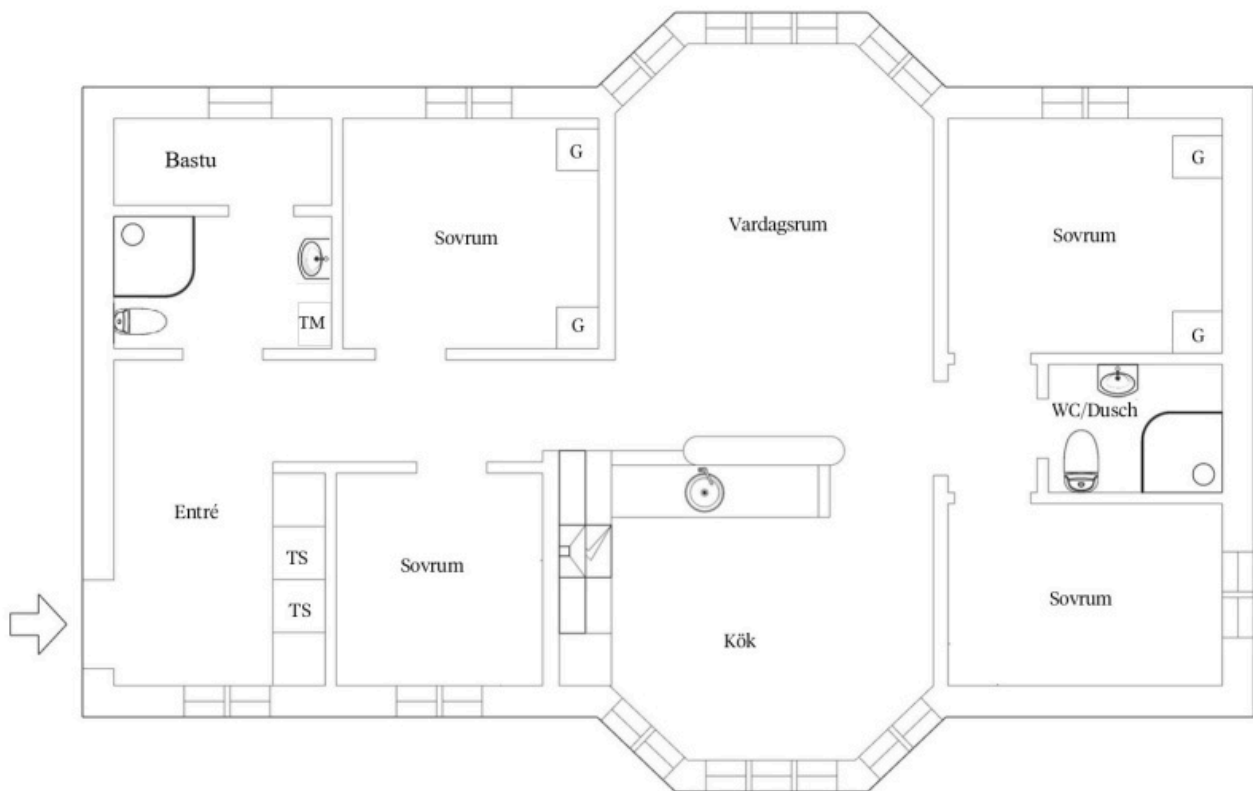 Bastu
G
G
Sovrum
Vardagsrum
Sovrum
TM
G
G
WC/Dusch
Entré
TS
Sovrum
TS
Sovrum
Kök